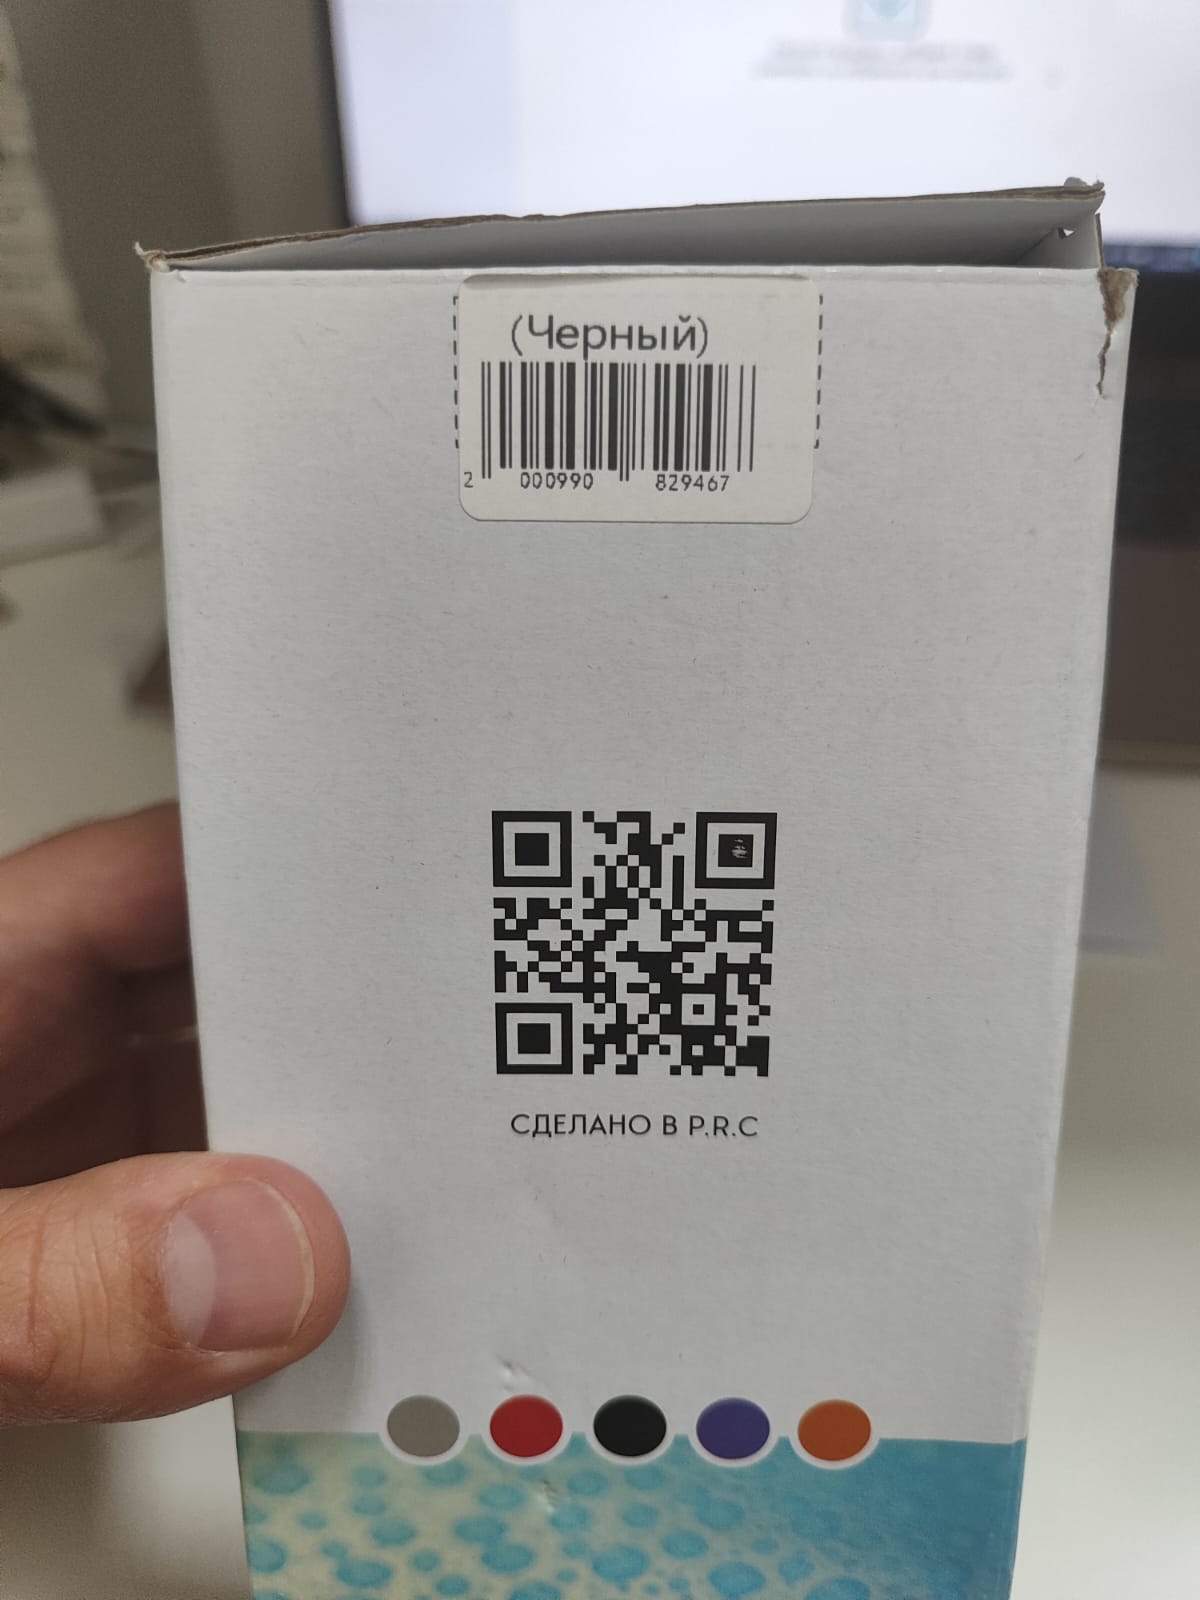 (Черный)
2 000990 829467
СДЕЛАНО В P.R.C